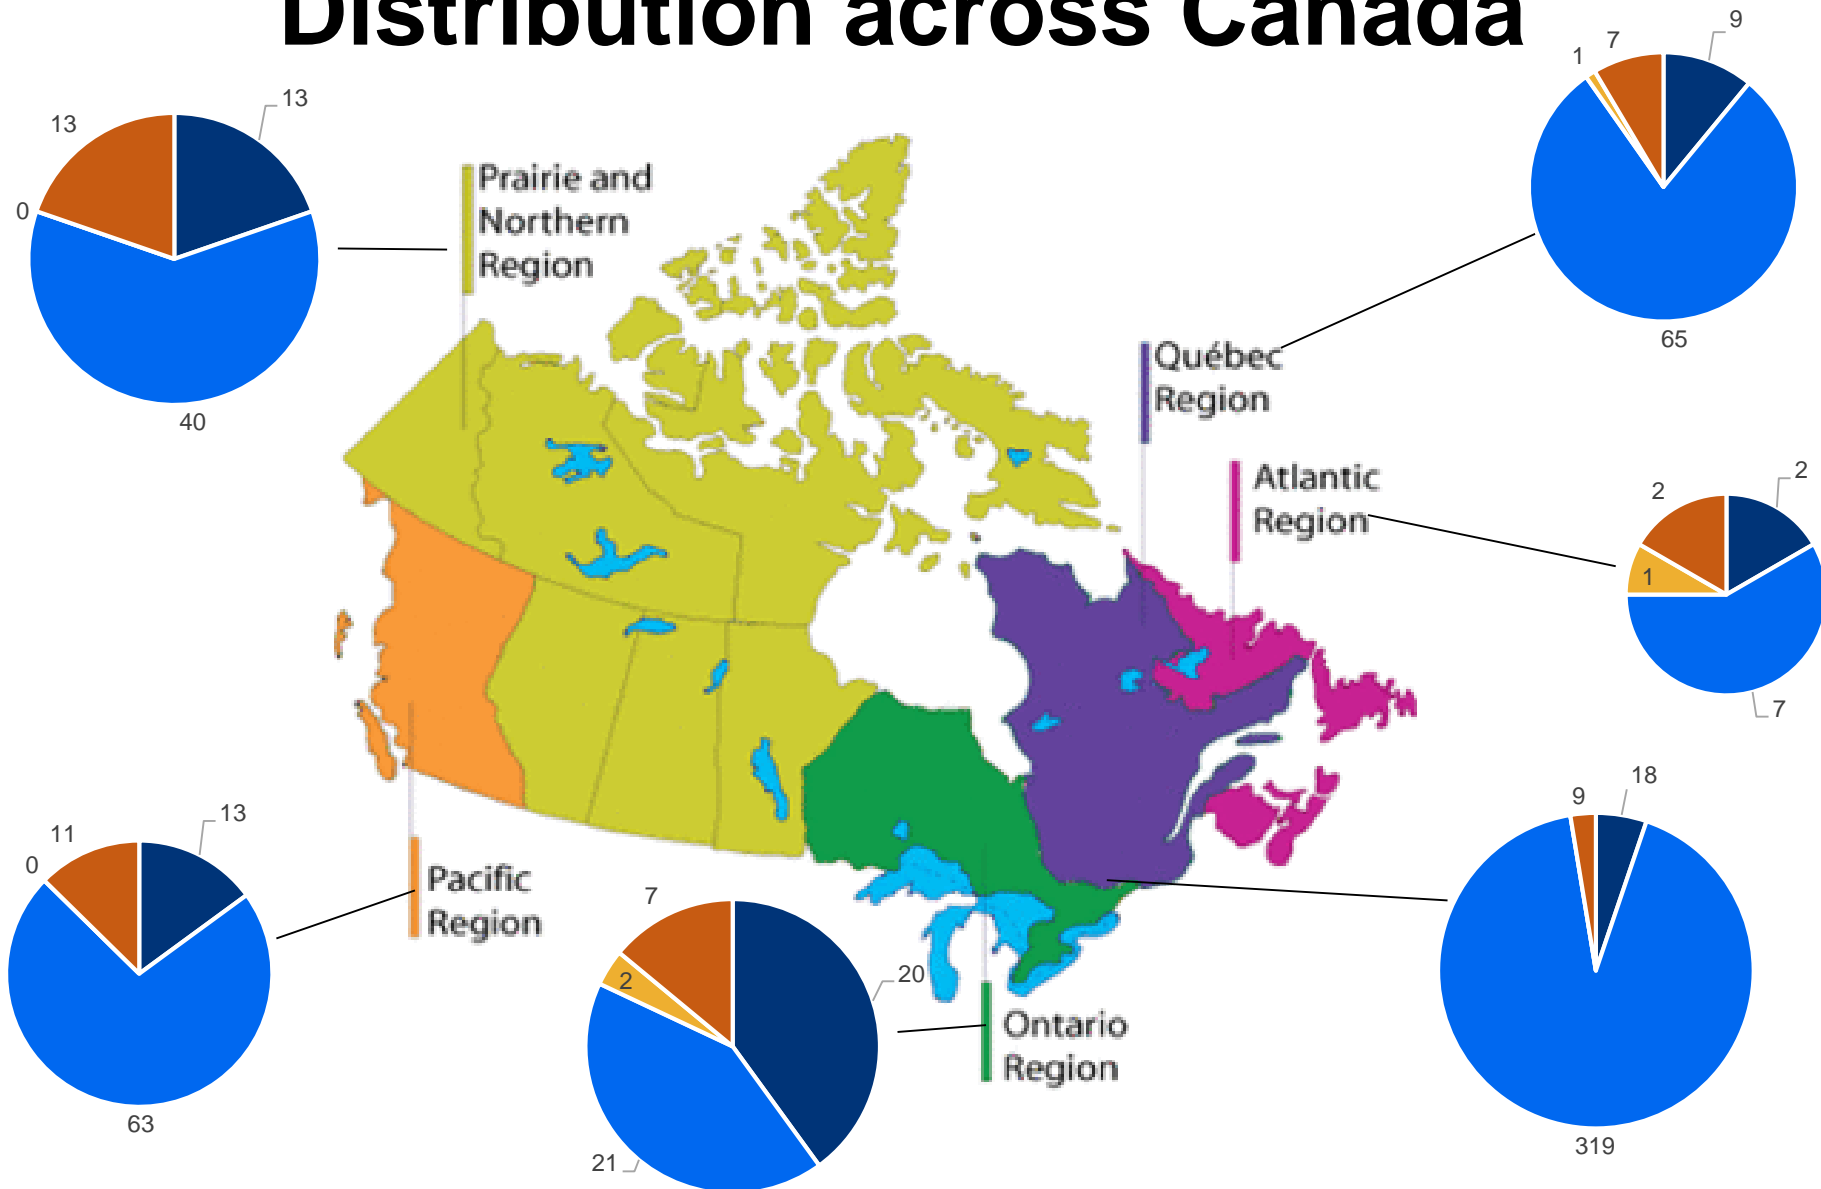 Distribution across Canada
13
13
0
40
Prairie and
Northern
Region
1
7
9
65
Québec
Region
Atlantic
Region
2
2
1
7
11
13
0
63
Pacific
Region
7
2
20
21
Ontario
Region
9
18
319